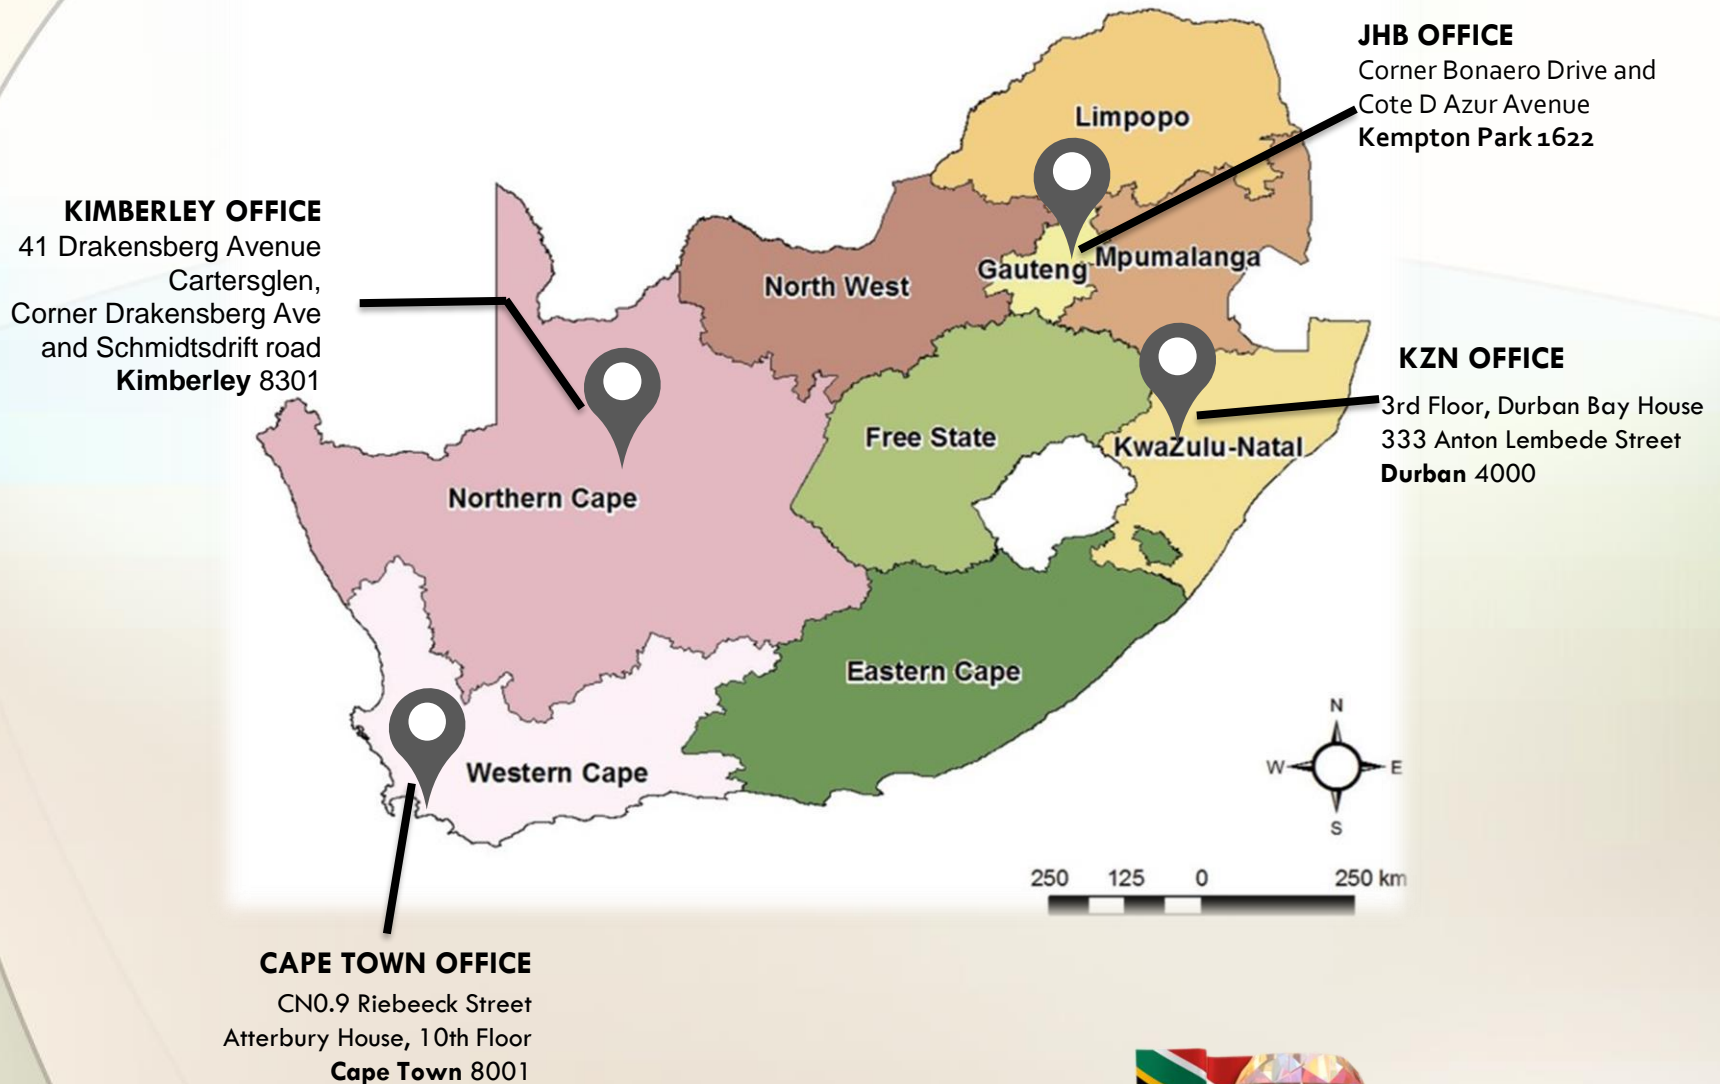 JHB OFFICE
Corner Bonaero Drive and
Cote D Azur Avenue
Kempton Park 1622
Limpopo
KIMBERLEY OFFICE
41 Drakensberg Avenue
Cartersglen,
Corner Drakensberg Ave
and Schmidtsdrift road
Kimberley 8301
North West
Gauteng
Mpumalanga
KZN OFFICE
3rd Floor, Durban Bay House
333 Anton Lembede Street
Durban 4000
Free State
KwaZulu-Natal
Northern Cape
Eastern Cape
Western Cape
N
W E
S
250 125 0 250 km
CAPE TOWN OFFICE
CN0.9 Riebeeck Street
Atterbury House, 10th Floor
Cape Town 8001